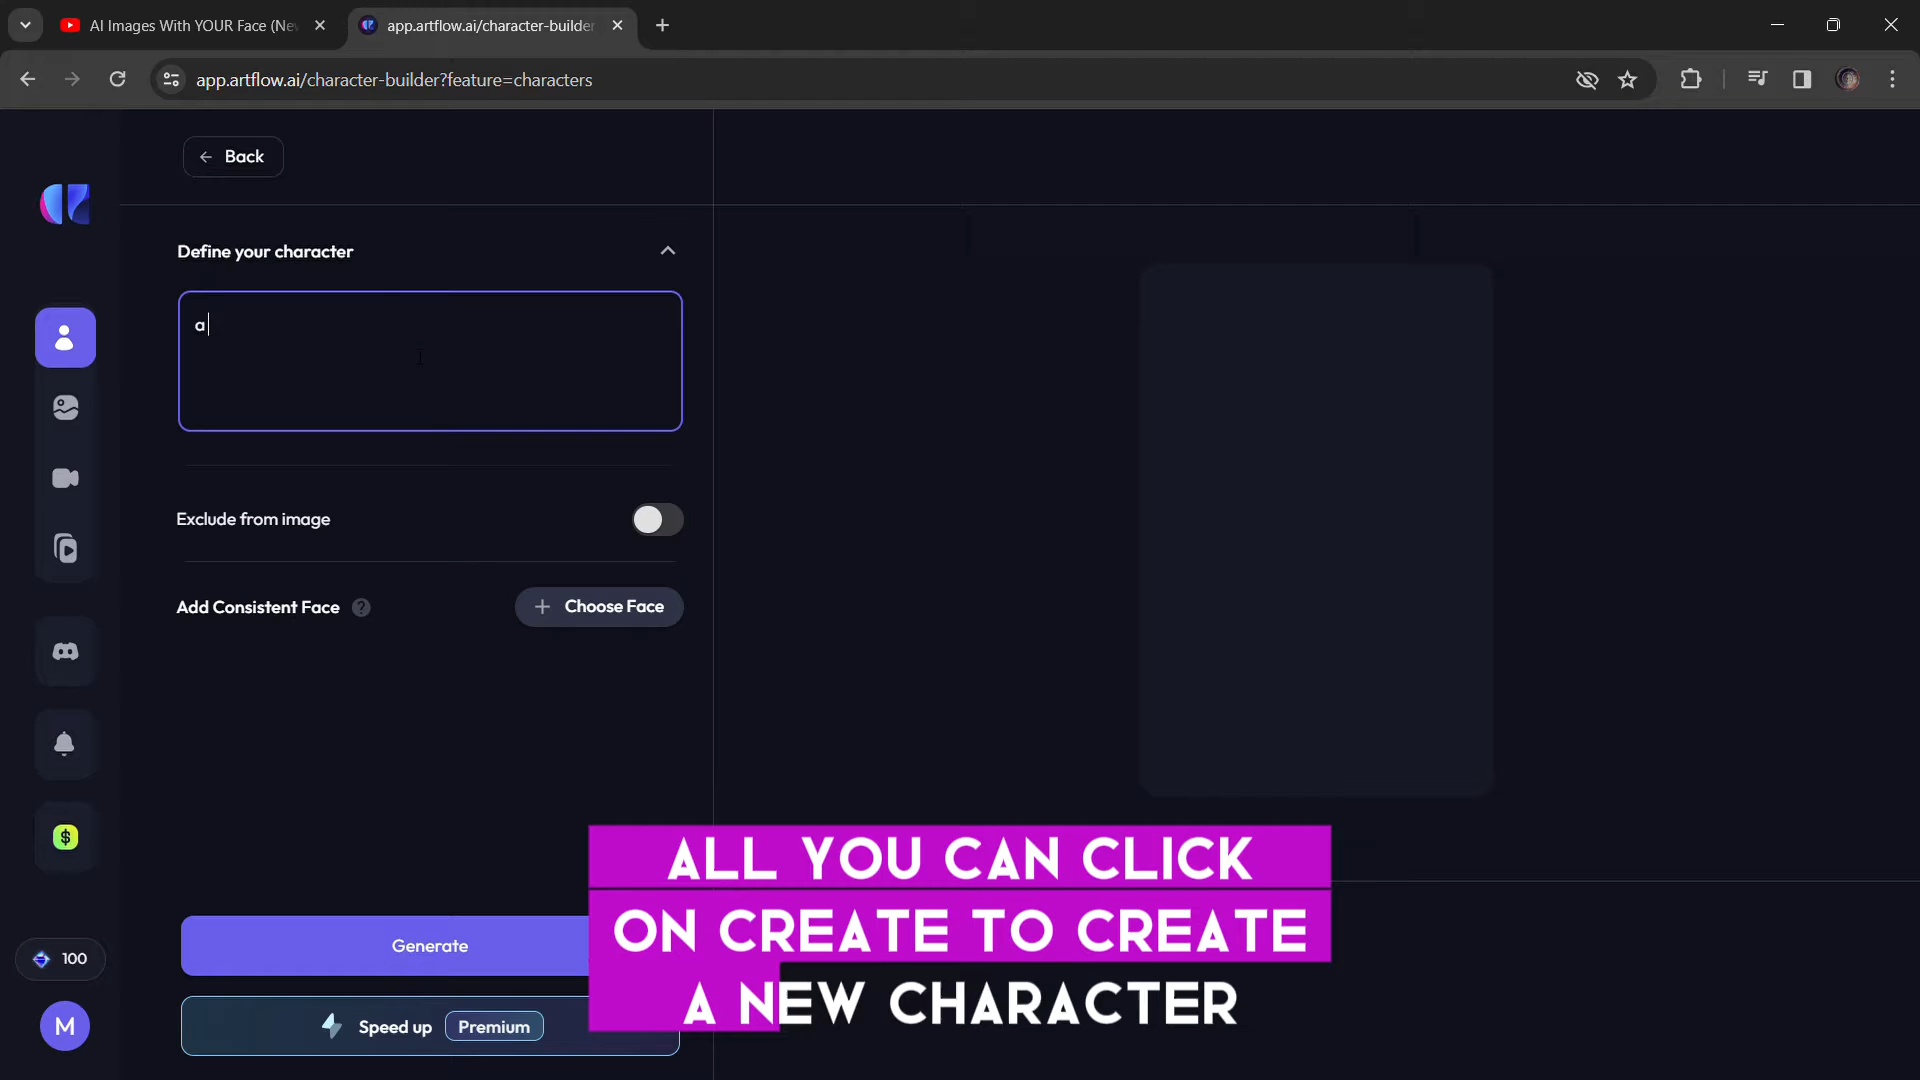 AI Images With YOUR Face (Nev
app.artflow.ai/character-builder
app.artflow.ai/character-builder?feature=characters
Back
Define your character
a
Exclude from image
Add Consistent Face ?
+ Choose Face
$
Generate
100
M
Speed up Premium
ALL YOU CAN CLICK
ON CREATE TO CREATE
A NEW CHARACTER